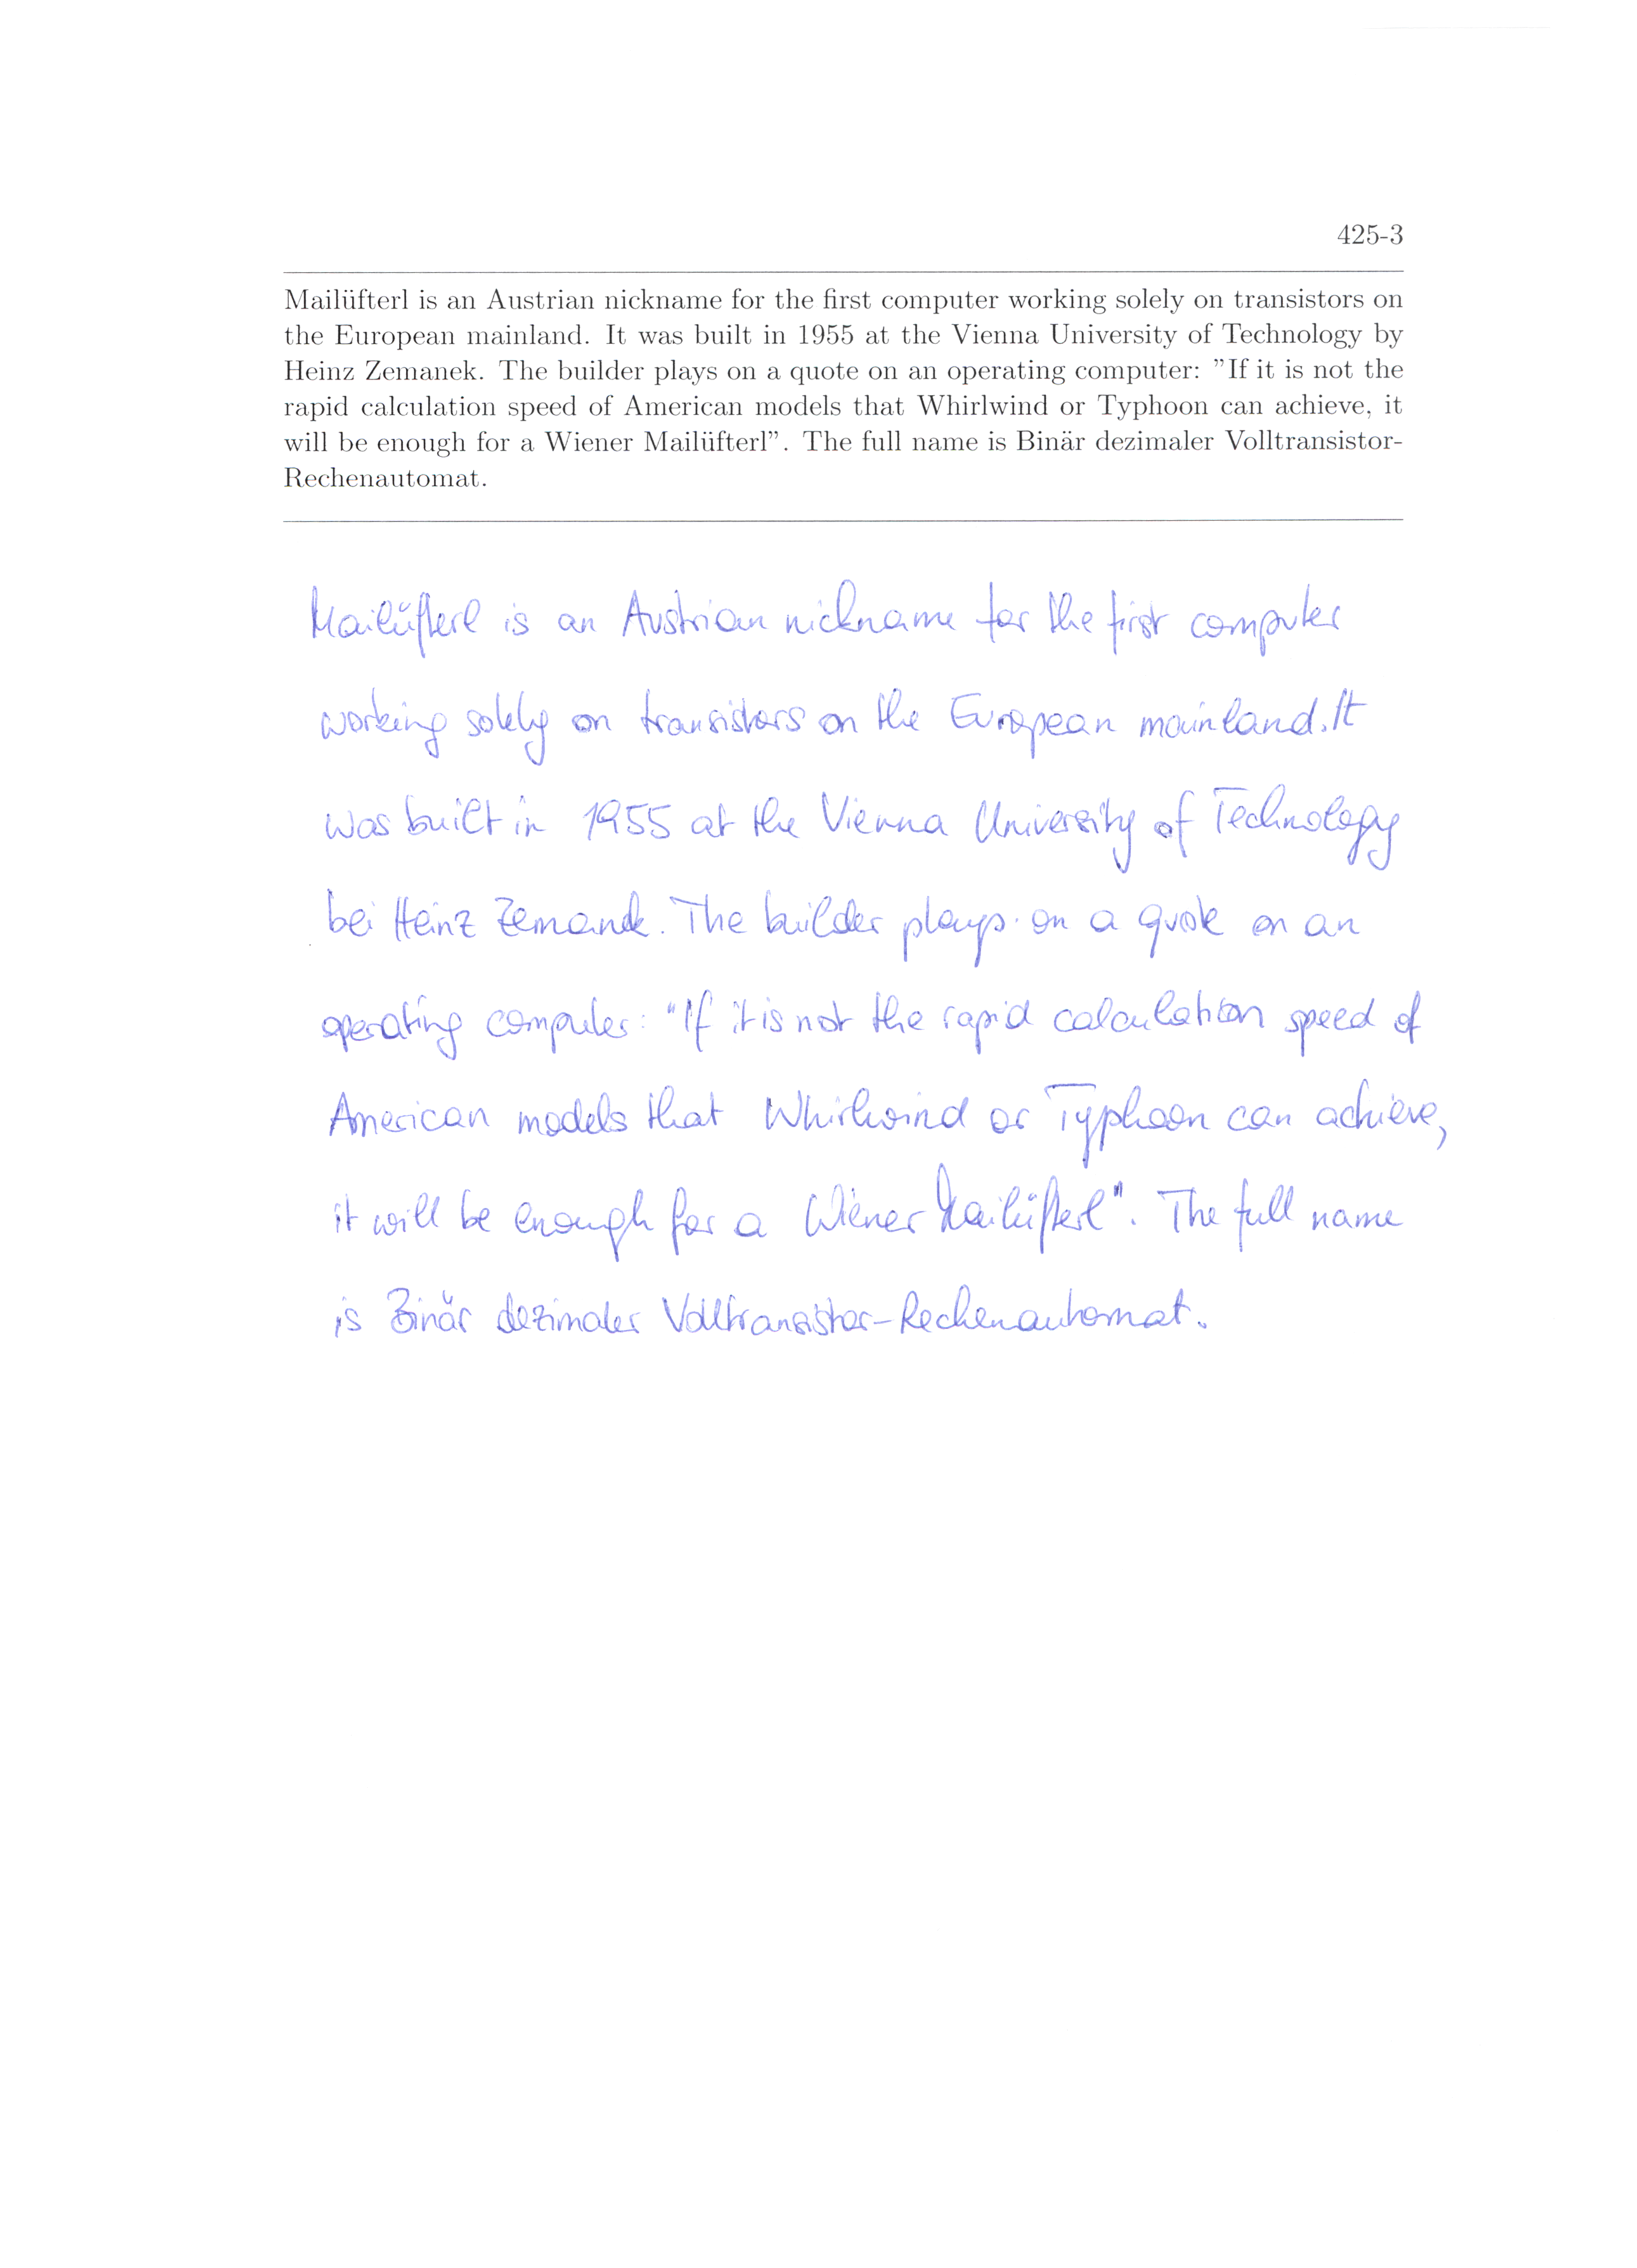 425-3
Mailüfterl is an Austrian nickname for the first computer working solely on transistors on
the European mainland. It was built in 1955 at the Vienna University of Technology by
Heinz Zemanek. The builder plays on a quote on an operating computer: ”If it is not the
rapid calculation speed of American models that Whirlwind or Typhoon can achieve, it
will be enough for a Wiener Mailüfterl”. The full name is Binär dezimaler Volltransistor-
Rechenautomat.
Mailüfterl is an Austrian nickname for the first computer
working solely on transistors on the European mainland. It
was built in 1955 at the Vienna University of Technology
bei Heinz Zemanek. The builder plays on a quote on an
operating computer: "If it is not the rapid calculation speed of
American models that Whirlwind or Typhoon can achieve,
it will be enough for a Wiener Mailüfterl". The full name
is Binär dezimaler Volltransistor-Rechenautomat.